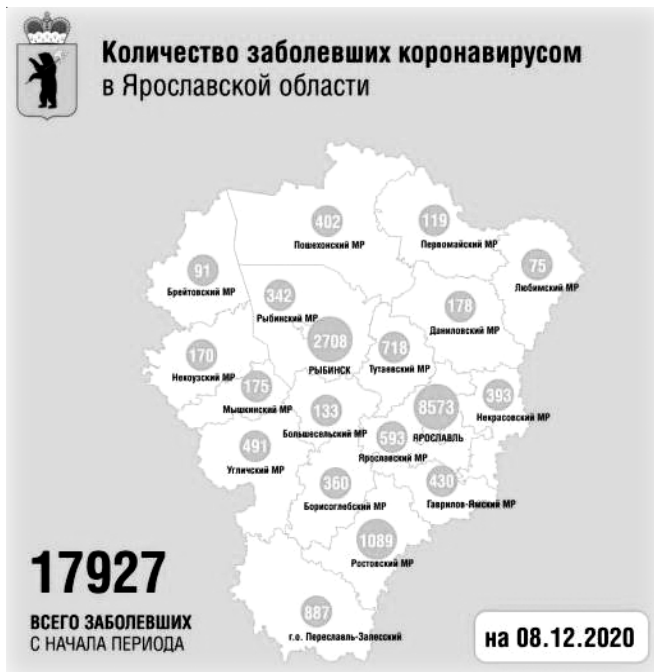 Количество заболевших коронавирусом
в Ярославской области
402
Пошехонский МР
119
Первомайский МР
75
Любимский МР
91
Брейтовский МР
342
Рыбинский МР
178
Даниловский МР
2708
РЫБИНСК
718
Тутаевский МР
170
Некоузский МР
175
Мышкинский МР
133
Большесельский МР
8573
ЯРОСЛАВЛЬ
393
Некрасовский МР
593
Ярославский МР
491
Угличский МР
360
Борисоглебский МР
430
Гаврилов-Ямский МР
1089
Ростовский МР
887
г.о. Переславль-Залесский
17927
ВСЕГО ЗАБОЛЕВШИХ
С НАЧАЛА ПЕРИОДА
на 08.12.2020